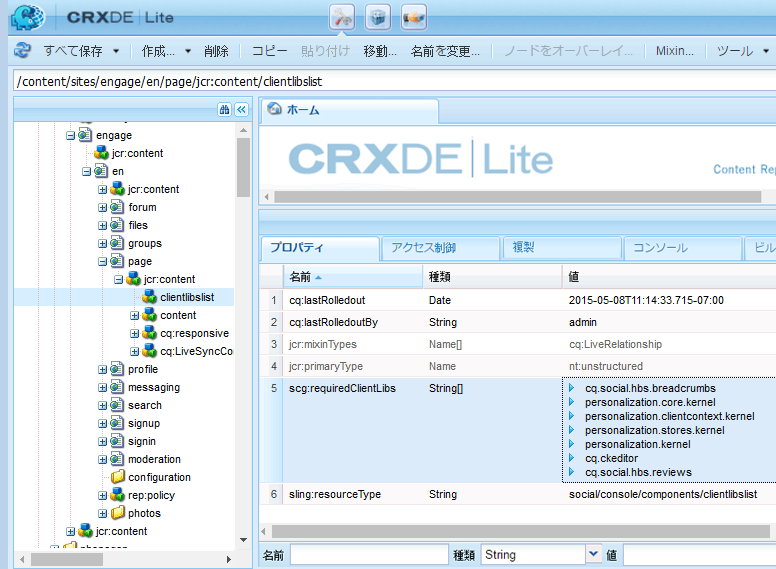 CRXDE | Lite
すべて保存 作成... 削除 コピー 貼り付け 移動... 名前を変更... ノードをオーバーレイ... Mixin... ツール
/content/sites/engage/en/page/jcr:content/clientlibslist
engage
jcr:content
en
jcr:content
forum
files
groups
page
jcr:content
clientlibslist
content
cq:responsive
cq:LiveSyncCo
profile
messaging
search
signup
signin
moderation
configuration
rep:policy
photos
jcr:content
ホーム
CRXDE | Lite
Content Rep
プロパティ アクセス制御 複製 コンソール ビル
名前 種類 値
1 cq:lastRolledout Date 2015-05-08T11:14:33.715-07:00
2 cq:lastRolledoutBy String admin
3 jcr:mixinTypes Name[] cq:LiveRelationship
4 jcr:primaryType Name nt:unstructured
5 scg:requiredClientLibs String[] cq.social.hbs.breadcrumbs
personalization.core.kernel
personalization.clientcontext.kernel
personalization.stores.kernel
personalization.kernel
cq.ckeditor
cq.social.hbs.reviews
6 sling:resourceType String social/console/components/clientlibslist
名前 種類 String 値